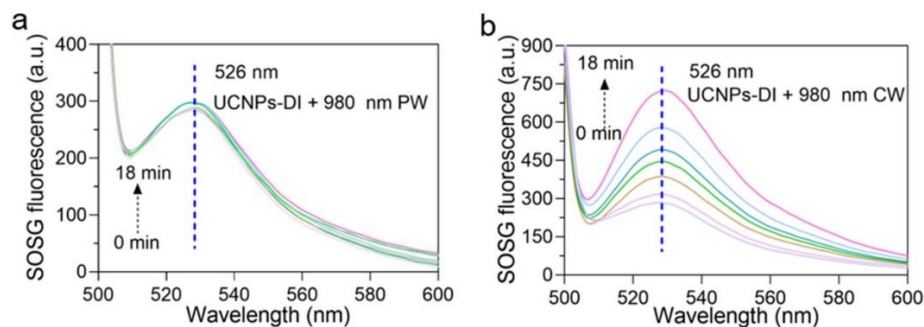 a
SOSG fluorescence (a.u.)
400
300
200
100
0
526 nm
UCNPs-DI + 980 nm PW
18 min
0 min
500 520 540 560 580 600
Wavelength (nm)
b
SOSG fluorescence (a.u.)
900
750
600
450
300
150
0
18 min
0 min
526 nm
UCNPs-DI + 980 nm CW
500 520 540 560 580 600
Wavelength (nm)